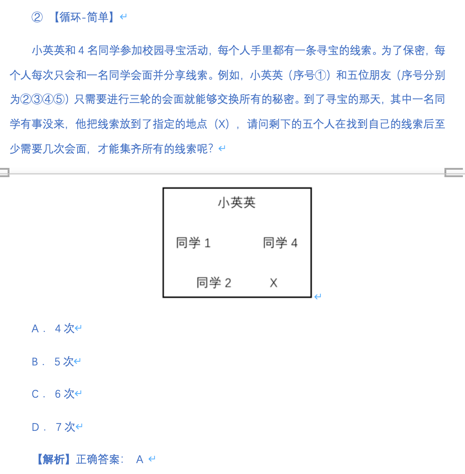 ② 【循环-简单】
小英英和 4 名同学参加校园寻宝活动，每个人手里都有一条寻宝的线索。为了保密，每
个人每次只会和一名同学会面并分享线索。例如，小英英（序号①）和五位朋友（序号分别
为②③④⑤）只需要进行三轮的会面就能够交换所有的秘密。到了寻宝的那天，其中一名同
学有事没来，他把线索放到了指定的地点（X），请问剩下的五个人在找到自己的线索后至
少需要几次会面，才能集齐所有的线索呢？
小英英
同学 1 同学 4
同学 2 X
A． 4 次
B． 5 次
C． 6 次
D． 7 次
【解析】正确答案： A